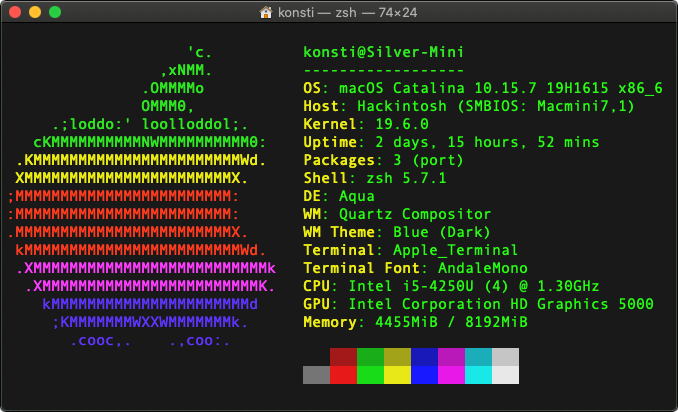 konsti — zsh — 74×24
'c.
konsti@Silver-Mini
,xNMM.
------------------
.OMMMMo
OS: macOS Catalina 10.15.7 19H1615 x86_6
OMMM0,
Host: Hackintosh (SMBIOS: Macmini7,1)
.;loddo:' loolloddol;.
Kernel: 19.6.0
cKMMMMMMMMMMNWMMMMMMMMMM0:
Uptime: 2 days, 15 hours, 52 mins
.KMMMMMMMMMMMMMMMMMMMMMMMWd.
Packages: 3 (port)
XMMMMMMMMMMMMMMMMMMMMMMMX.
Shell: zsh 5.7.1
;MMMMMMMMMMMMMMMMMMMMMMMM:
DE: Aqua
:MMMMMMMMMMMMMMMMMMMMMMMM:
WM: Quartz Compositor
.MMMMMMMMMMMMMMMMMMMMMMMMX.
WM Theme: Blue (Dark)
kMMMMMMMMMMMMMMMMMMMMMMMMWd.
Terminal: Apple_Terminal
.XMMMMMMMMMMMMMMMMMMMMMMMMMMk
Terminal Font: AndaleMono
.XMMMMMMMMMMMMMMMMMMMMMMMMK.
CPU: Intel i5-4250U (4) @ 1.30GHz
kMMMMMMMMMMMMMMMMMMMMMMd
GPU: Intel Corporation HD Graphics 5000
;KMMMMMMMWXXWMMMMMMMk.
Memory: 4455MiB / 8192MiB
.cooc,.    .,coo:.